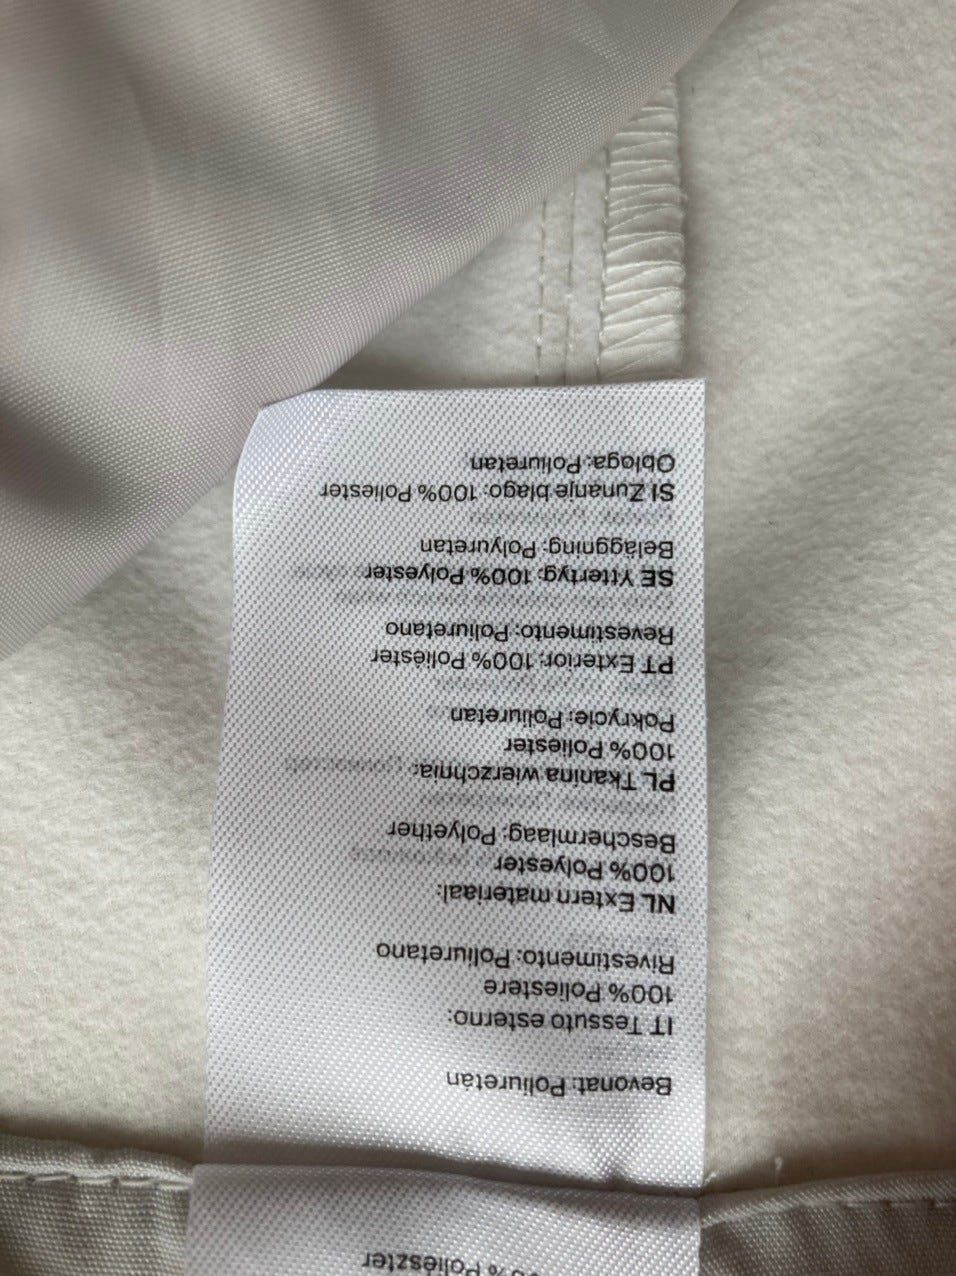 % Poliészter
Bevonat: Poliuretán
IT Tessuto esterno:
100% Poliestere
Rivestimento: Poliuretano
NL Extern materiaal:
100% Polyester
Beschermlaag: Polyether
PL Tkanina wierzchnia:
100% Poliester
Pokrycie: Poliuretan
PT Exterior: 100% Poliéster
Revestimento: Poliuretano
SE Yttertyg: 100% Polyester
Beläggning: Polyuretan
SI Zunanje blago: 100% Poliester
Obloga: Poliuretan